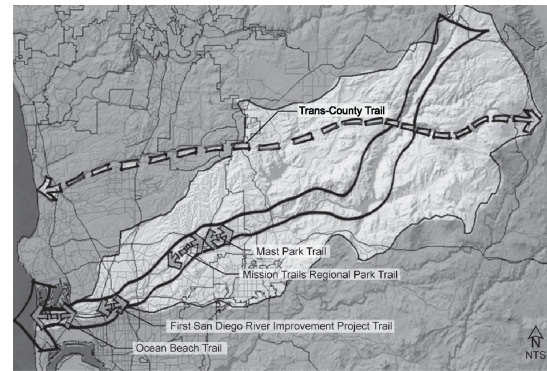 Trans-County Trail
Mast Park Trail
Mission Trails Regional Park Trail
First San Diego River Improvement Project Trail
Ocean Beach Trail
N
NTS